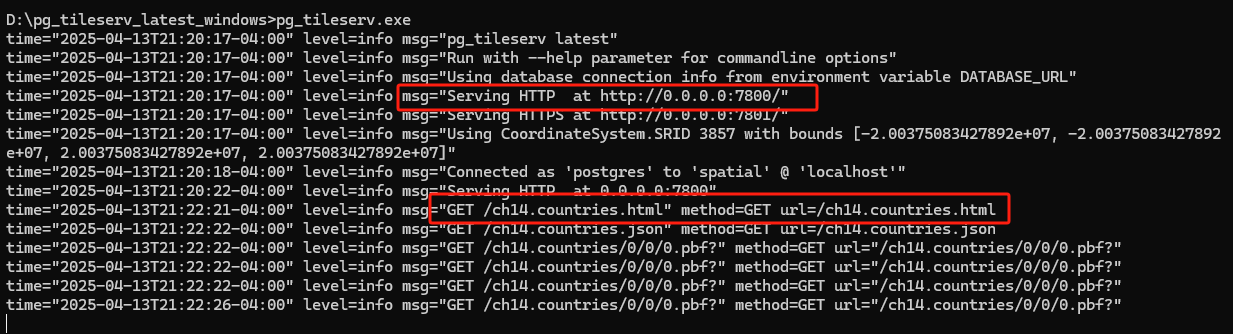 D:\pg_tileserv_latest_windows>pg_tileserv.exe
time="2025-04-13T21:20:17-04:00" level=info msg="pg_tileserv latest"
time="2025-04-13T21:20:17-04:00" level=info msg="Run with --help parameter for commandline options"
time="2025-04-13T21:20:17-04:00" level=info msg="Using database connection info from environment variable DATABASE_URL"
time="2025-04-13T21:20:17-04:00" level=info msg="Serving HTTP  at http://0.0.0.0:7800/"
time="2025-04-13T21:20:17-04:00" level=info msg="Serving HTTPS at http://0.0.0.0:7801/"
time="2025-04-13T21:20:17-04:00" level=info msg="Using CoordinateSystem.SRID 3857 with bounds [-2.00375083427892e+07, -2.00375083427892
e+07, 2.00375083427892e+07, 2.00375083427892e+07]"
time="2025-04-13T21:20:18-04:00" level=info msg="Connected as 'postgres' to 'spatial' @ 'localhost'"
time="2025-04-13T21:20:22-04:00" level=info msg="Serving HTTP  at 0.0.0.0:7800"
time="2025-04-13T21:22:21-04:00" level=info msg="GET /ch14.countries.html" method=GET url=/ch14.countries.html
time="2025-04-13T21:22:22-04:00" level=info msg="GET /ch14.countries.json" method=GET url=/ch14.countries.json
time="2025-04-13T21:22:22-04:00" level=info msg="GET /ch14.countries/0/0/0.pbf?" method=GET url="/ch14.countries/0/0/0.pbf?"
time="2025-04-13T21:22:22-04:00" level=info msg="GET /ch14.countries/0/0/0.pbf?" method=GET url="/ch14.countries/0/0/0.pbf?"
time="2025-04-13T21:22:22-04:00" level=info msg="GET /ch14.countries/0/0/0.pbf?" method=GET url="/ch14.countries/0/0/0.pbf?"
time="2025-04-13T21:22:26-04:00" level=info msg="GET /ch14.countries/0/0/0.pbf?" method=GET url="/ch14.countries/0/0/0.pbf?"